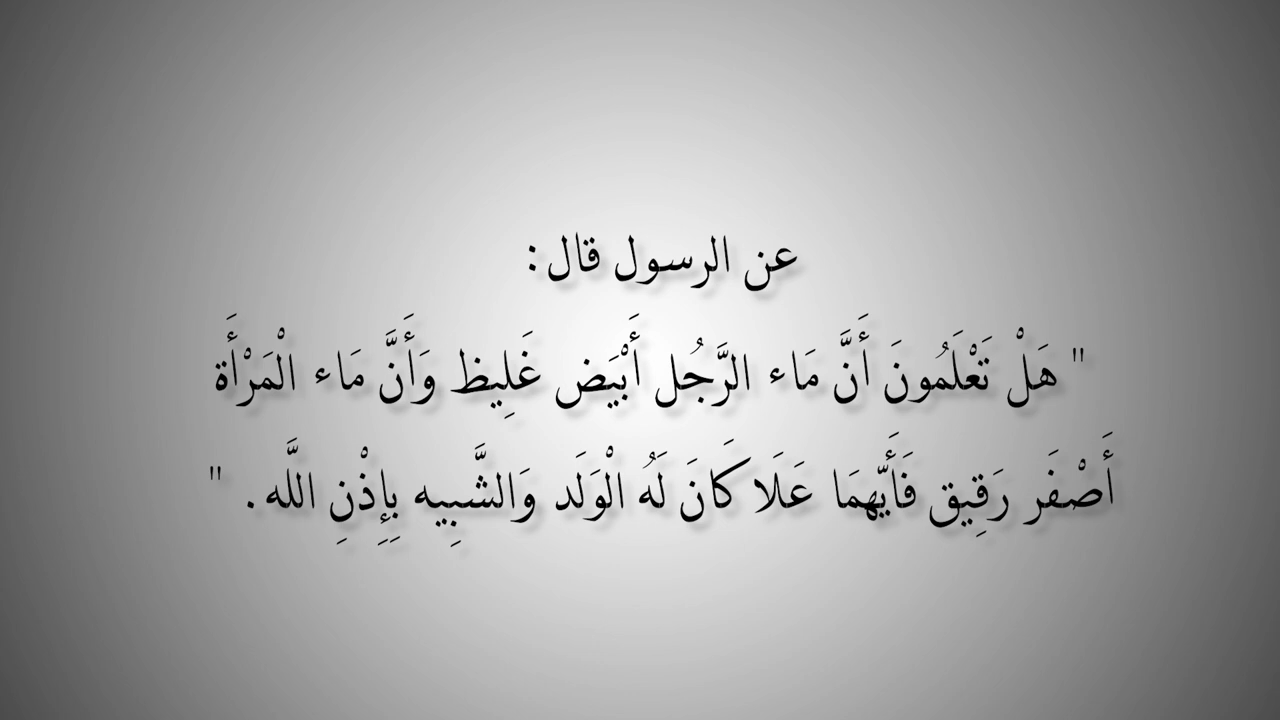 عن الرسول قال:
" هَلْ تَعْلَمُونَ أَنَّ مَاء الرَّجُل أَبْيَض غَلِيظ وَأَنَّ مَاء الْمَرْأَة
أَصْفَر رَقِيق فَأَيّهمَا عَلَا كَانَ لَهُ الْوَلَد وَالشَّبِيه بِإِذْنِ اللَّه . "